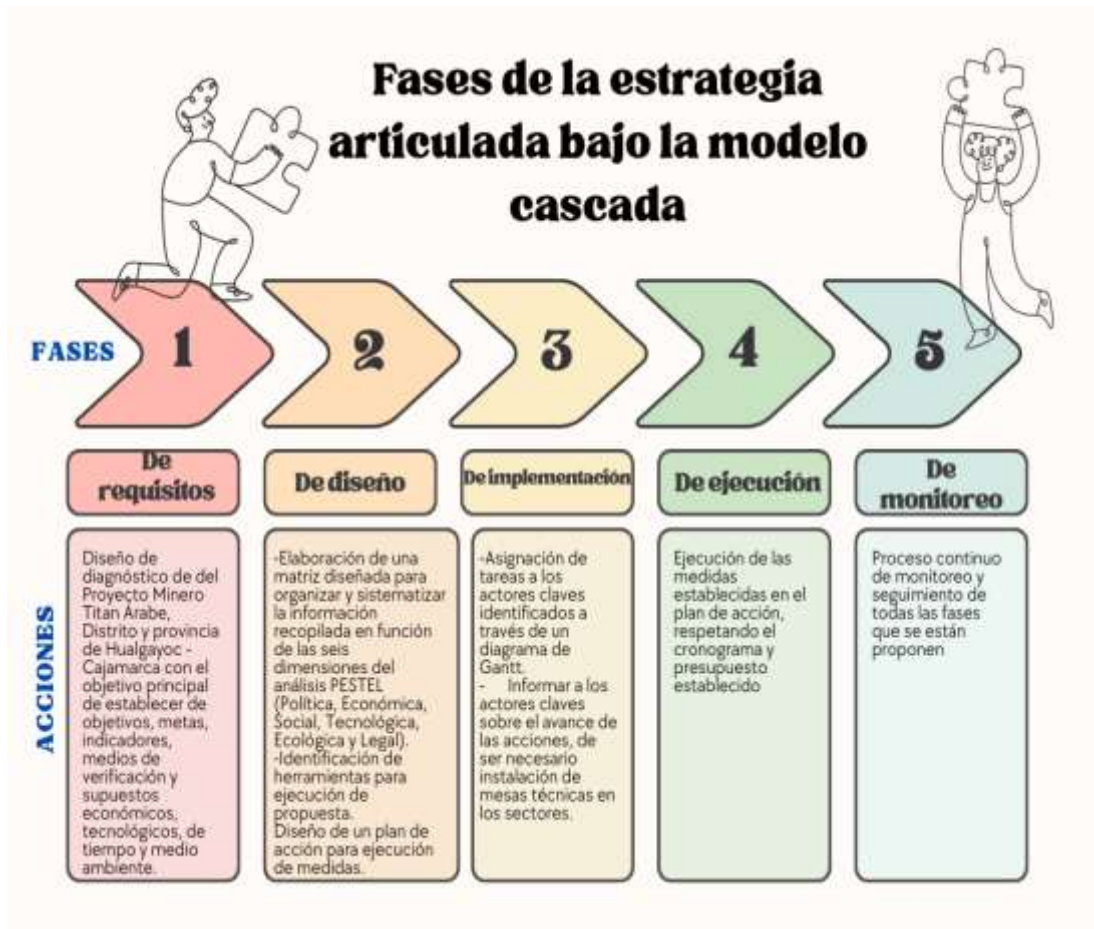 Fases de la estrategia
articulada bajo la modelo
cascada
FASES
1
2
3
4
5
De
requisitos
De diseño
De implementación
De ejecución
De
monitoreo
ACCIONES
Diseño de
diagnóstico de del
Proyecto Minero
Titan Arabe,
Distrito y provincia
de Hualgayoc -
Cajamarca con el
objetivo principal
de establecer de
objetivos, metas,
indicadores,
medios de
verificación y
supuestos
económicos,
tecnológicos, de
tiempo y medio
ambiente.
-Elaboración de una
matriz diseñada para
organizar y sistematizar
la información
recopilada en función
de las seis
dimensiones del
análisis PESTEL
(Política, Económica,
Social, Tecnológica,
Ecológica y Legal).
-Identificación de
herramientas para
ejecución de
propuesta.
Diseño de un plan de
acción para ejecución
de medidas.
-Asignación de
tareas a los
actores claves
identificados a
través de un
diagrama de
Gantt.
- Informar a los
actores claves
sobre el avance de
las acciones, de
ser necesario
instalación de
mesas técnicas en
los sectores.
Ejecución de las
medidas
establecidas en el
plan de acción,
respetando el
cronograma y
presupuesto
establecido
Proceso continuo
de monitoreo y
seguimiento de
todas las fases
que se están
proponen